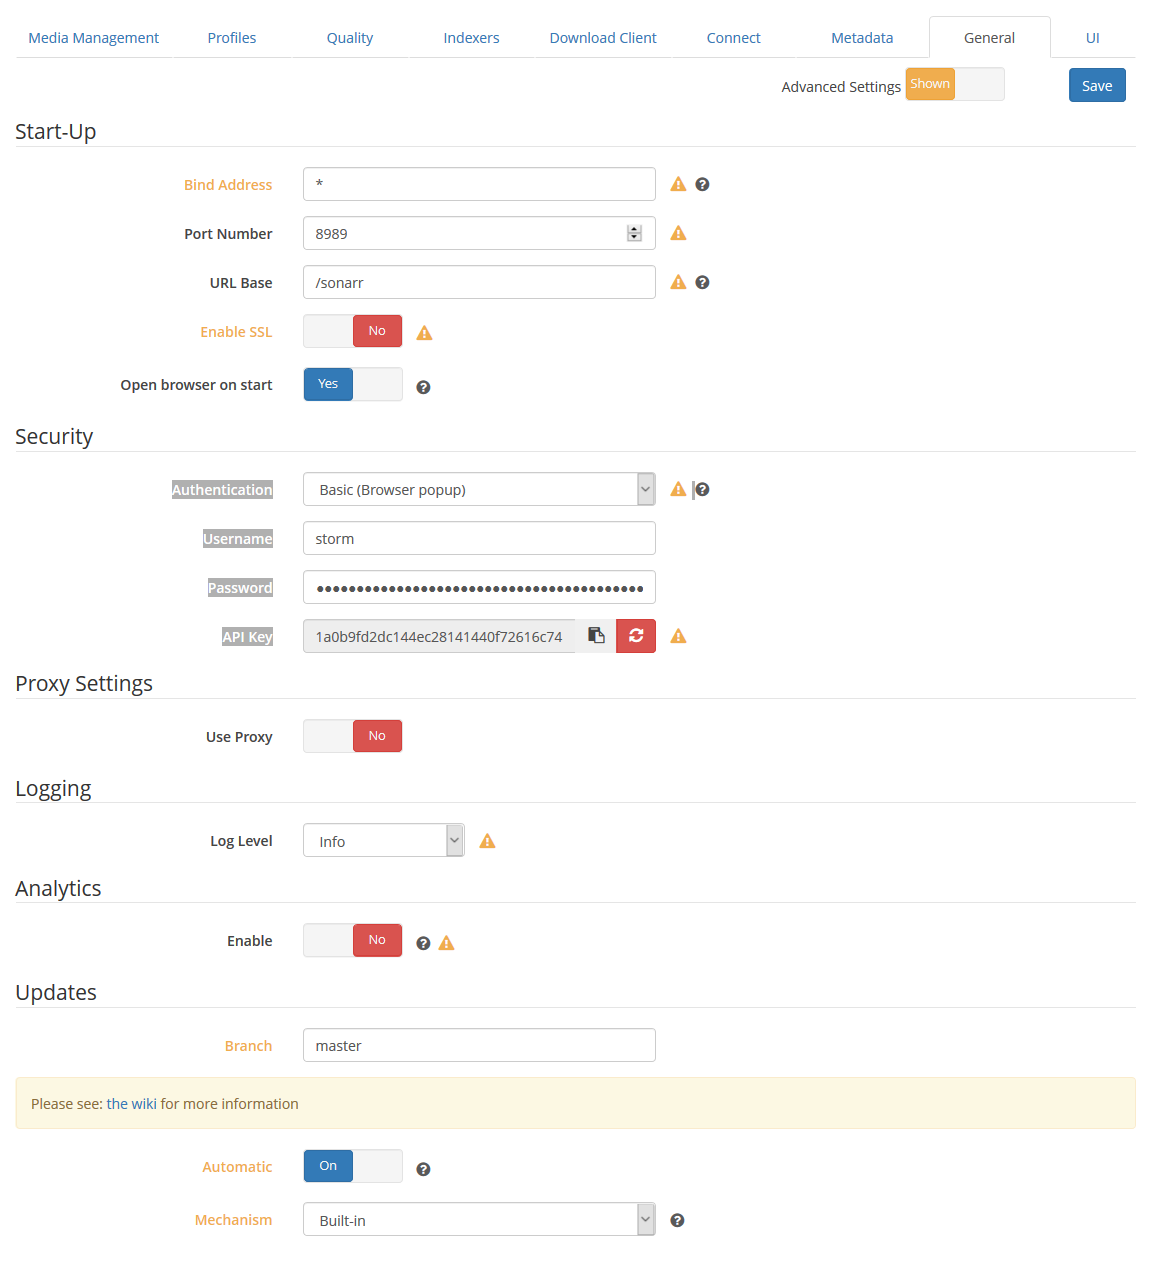 Media Management Profiles Quality Indexers Download Client Connect Metadata General UI
Advanced Settings Shown Save
Start-Up
Bind Address *
Port Number 8989
URL Base /sonarr
Enable SSL No
Open browser on start Yes
Security
Authentication Basic (Browser popup)
Username storm
Password
API Key 1a0b9fd2dc144ec28141440f72616c74
Proxy Settings
Use Proxy No
Logging
Log Level Info
Analytics
Enable No
Updates
Branch master
Please see: the wiki for more information
Automatic On
Mechanism Built-in